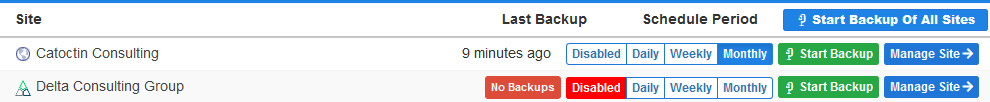 Site Last Backup Schedule Period Start Backup Of All Sites
Catoctin Consulting 9 minutes ago Disabled Daily Weekly Monthly Start Backup Manage Site
Delta Consulting Group No Backups Disabled Daily Weekly Monthly Start Backup Manage Site